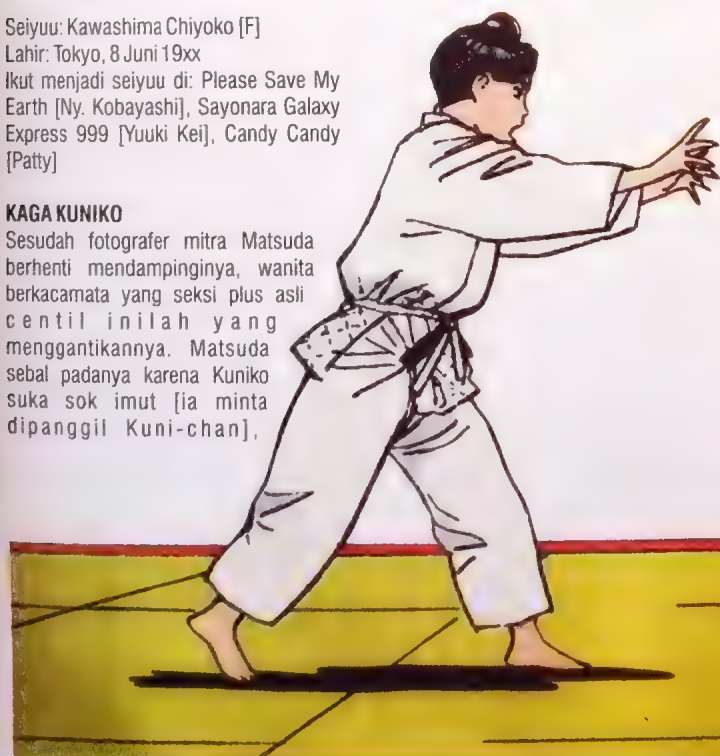 Seiyuu: Kawashima Chiyoko [F]
Lahir: Tokyo, 8 Juni 19xx
Ikut menjadi seiyuu di: Please Save My
Earth [Ny. Kobayashi], Sayonara Galaxy
Express 999 [Yuuki Kei], Candy Candy
[Patty]
KAGA KUNIKO
Sesudah fotografer mitra Matsuda
berhenti mendampinginya, wanita
berkacamata yang seksi plus asli
centil inilah yang
menggantikannya. Matsuda
sebal padanya karena Kuniko
suka sok imut [ia minta
dipanggil Kuni-chan],